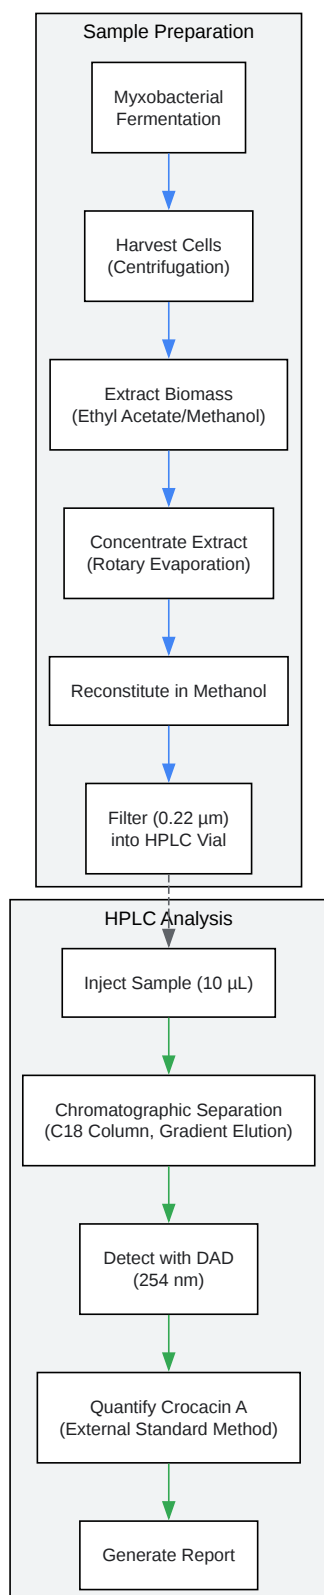 Sample Preparation
Myxobacterial
Fermentation
Harvest Cells
(Centrifugation)
Extract Biomass
(Ethyl Acetate/Methanol)
Concentrate Extract
(Rotary Evaporation)
Reconstitute in Methanol
Filter (0.22 µm)
into HPLC Vial
HPLC Analysis
Inject Sample (10 µL)
Chromatographic Separation
(C18 Column, Gradient Elution)
Detect with DAD
(254 nm)
Quantify Crocacin A
(External Standard Method)
Generate Report